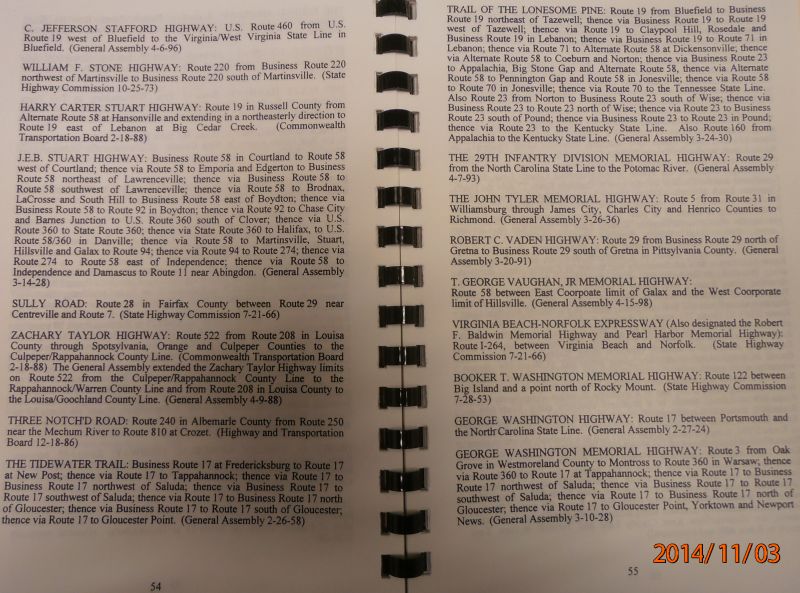 C. JEFFERSON STAFFORD HIGHWAY: U.S. Route 460 from U.S.
Route 19 west of Bluefield to the Virginia/West Virginia State Line in
Bluefield. (General Assembly 4-6-96)
WILLIAM F. STONE HIGHWAY: Route 220 from Business Route 220
northwest of Martinsville to Business Route 220 south of Martinsville. (State
Highway Commission 10-25-73)
HARRY CARTER STUART HIGHWAY: Route 19 in Russell County from
Alternate Route 58 at Hansonville and extending in a northeasterly direction to
Route 19 east of Lebanon at Big Cedar Creek. (Commonwealth
Transportation Board 2-18-88)
J.E.B. STUART HIGHWAY: Business Route 58 in Courtland to Route 58
west of Courtland; thence via Route 58 to Emporia and Edgerton to Business
Route 58 northeast of Lawrenceville; thence via Business Route 58 to
Route 58 southwest of Lawrenceville; thence via Route 58 to Brodnax,
LaCrosse and South Hill to Business Route 58 east of Boydton; thence via
Business Route 58 to Route 92 in Boydton; thence via Route 92 to Chase City
and Barnes Junction to U.S. Route 360 south of Clover; thence via U.S.
Route 360 to State Route 360; thence via State Route 360 to Halifax, to U.S.
Route 58/360 in Danville; thence via Route 58 to Martinsville, Stuart,
Hillsville and Galax to Route 94; thence via Route 94 to Route 274; thence via
Route 274 to Route 58 east of Independence; thence via Route 58 to
Independence and Damascus to Route 11 near Abingdon. (General Assembly
3-14-28)
SULLY ROAD: Route 28 in Fairfax County between Route 29 near
Centreville and Route 7. (State Highway Commission 7-21-66)
ZACHARY TAYLOR HIGHWAY: Route 522 from Route 208 in Louisa
County through Spotsylvania, Orange and Culpeper Counties to the
Culpeper/Rappahannock County Line. (Commonwealth Transportation Board
2-18-88) The General Assembly extended the Zachary Taylor Highway limits
on Route 522 from the Culpeper/Rappahannock County Line to the
Rappahannock/Warren County Line and from Route 208 in Louisa County to
the Louisa/Goochland County Line. (General Assembly 4-9-88)
THREE NOTCH'D ROAD: Route 240 in Albemarle County from Route 250
near the Mechum River to Route 810 at Crozet. (Highway and Transportation
Board 12-18-86)
THE TIDEWATER TRAIL: Business Route 17 at Fredericksburg to Route 17
at New Post; thence via Route 17 to Tappahannock; thence via Route 17 to
Business Route 17 northwest of Saluda; thence via Business Route 17 to
Route 17 southwest of Saluda; thence via Route 17 to Business Route 17 north
of Gloucester; thence via Business Route 17 to Route 17 south of Gloucester;
thence via Route 17 to Gloucester Point. (General Assembly 2-26-58)
54
TRAIL OF THE LONESOME PINE: Route 19 from Bluefield to Business
Route 19 northeast of Tazewell; thence via Business Route 19 to Route 19
west of Tazewell; thence via Route 19 to Claypool Hill, Rosedale and
Business Route 19 in Lebanon; thence via Business Route 19 to Route 71 in
Lebanon; thence via Route 71 to Alternate Route 58 at Dickensonville; thence
via Alternate Route 58 to Coeburn and Norton; thence via Business Route 23
to Appalachia, Big Stone Gap and Alternate Route 58, thence via Alternate
Route 58 to Pennington Gap and Route 58 in Jonesville; thence via Route 58
to Route 70 in Jonesville; thence via Route 70 to the Tennessee State Line.
Also Route 23 from Norton to Business Route 23 south of Wise; thence via
Business Route 23 to Route 23 north of Wise; thence via Route 23 to Business
Route 23 south of Pound; thence via Business Route 23 to Route 23 in Pound;
thence via Route 23 to the Kentucky State Line. Also Route 160 from
Appalachia to the Kentucky State Line. (General Assembly 3-24-30)
THE 29TH INFANTRY DIVISION MEMORIAL HIGHWAY: Route 29
from the North Carolina State Line to the Potomac River. (General Assembly
4-7-93)
THE JOHN TYLER MEMORIAL HIGHWAY: Route 5 from Route 31 in
Williamsburg through James City, Charles City and Henrico Counties to
Richmond. (General Assembly 3-26-36)
ROBERT C. VADEN HIGHWAY: Route 29 from Business Route 29 north of
Gretna to Business Route 29 south of Gretna in Pittsylvania County. (General
Assembly 3-20-91)
T. GEORGE VAUGHAN, JR MEMORIAL HIGHWAY:
Route 58 between East Coorpoate limit of Galax and the West Coorporate
limit of Hillsville. (General Assembly 4-15-98)
VIRGINIA BEACH-NORFOLK EXPRESSWAY (Also designated the Robert
F. Baldwin Memorial Highway and Pearl Harbor Memorial Highway):
Route I-264, between Virginia Beach and Norfolk. (State Highway
Commission 7-21-66)
BOOKER T. WASHINGTON MEMORIAL HIGHWAY: Route 122 between
Big Island and a point north of Rocky Mount. (State Highway Commission
7-28-53)
GEORGE WASHINGTON HIGHWAY: Route 17 between Portsmouth and
the North Carolina State Line. (General Assembly 2-27-24)
GEORGE WASHINGTON MEMORIAL HIGHWAY: Route 3 from Oak
Grove in Westmoreland County to Montross to Route 360 in Warsaw; thence
via Route 360 to Route 17 at Tappahannock; thence via Route 17 to Business
Route 17 northwest of Saluda; thence via Business Route 17 to Route 17
southwest of Saluda; thence via Route 17 to Business Route 17 north of
Gloucester; thence via Route 17 to Gloucester Point, Yorktown and Newport
News. (General Assembly 3-10-28)
55
2014/11/03